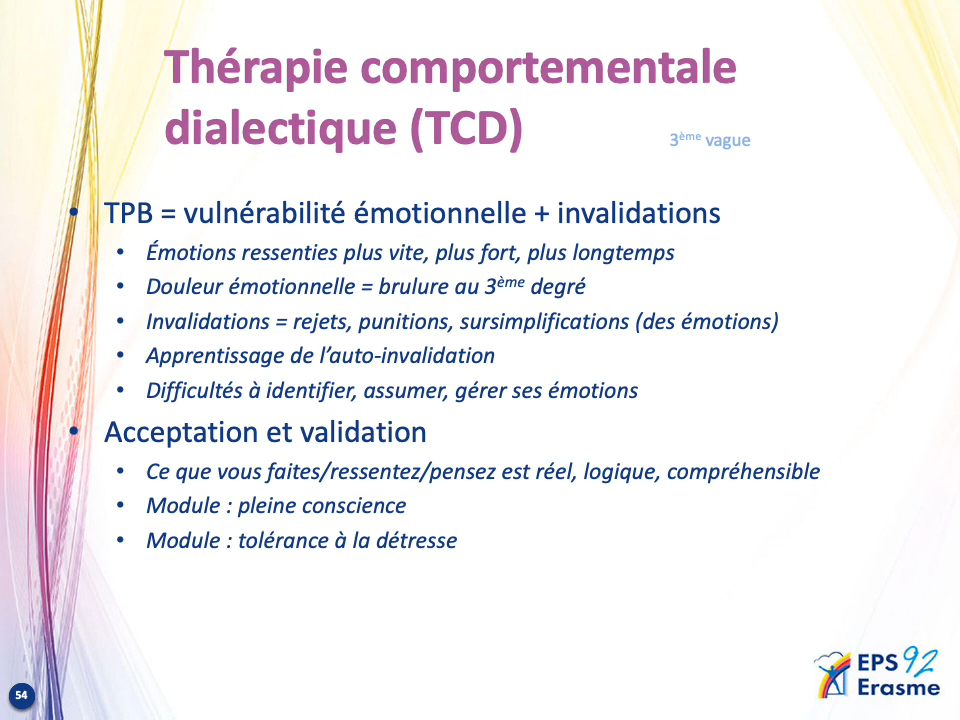 Thérapie comportementale
dialectique (TCD)
3ème vague
• TPB = vulnérabilité émotionnelle + invalidations
• Émotions ressenties plus vite, plus fort, plus longtemps
• Douleur émotionnelle = brulure au 3ème degré
• Invalidations = rejets, punitions, sursimplifications (des émotions)
• Apprentissage de l’auto-invalidation
• Difficultés à identifier, assumer, gérer ses émotions
• Acceptation et validation
• Ce que vous faites/ressentez/pensez est réel, logique, compréhensible
• Module : pleine conscience
• Module : tolérance à la détresse
EPS 92
Erasme
54